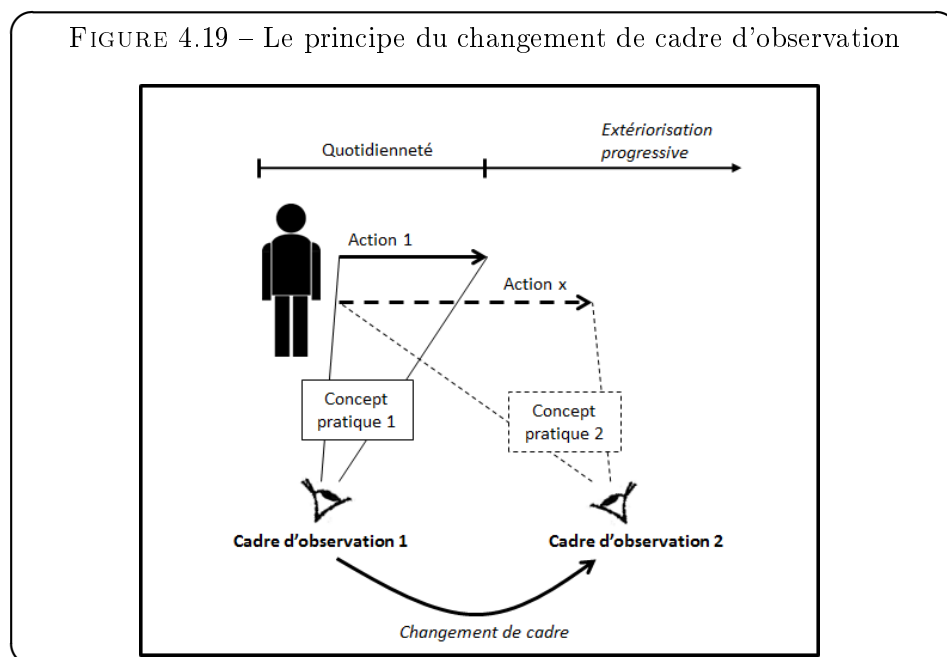 FIGURE 4.19 – Le principe du changement de cadre d'observation
Quotidienneté
Extériorisation
progressive
Action 1
Action x
Concept
pratique 1
Concept
pratique 2
Cadre d'observation 1
Cadre d'observation 2
Changement de cadre